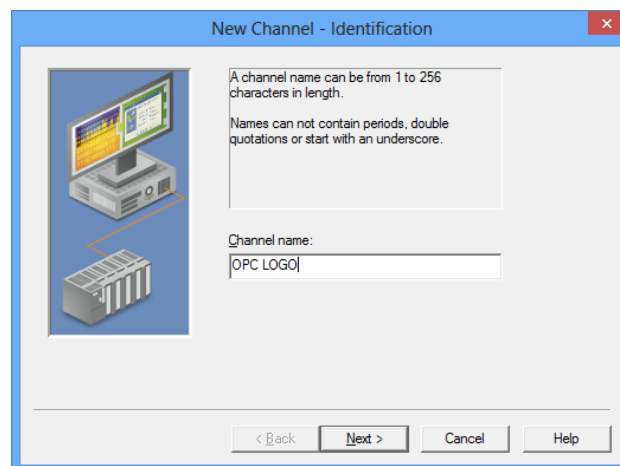 New Channel - Identification
A channel name can be from 1 to 256
characters in length.
Names can not contain periods, double
quotations or start with an underscore.
Channel name:
OPC LOGO
< Back
Next >
Cancel
Help